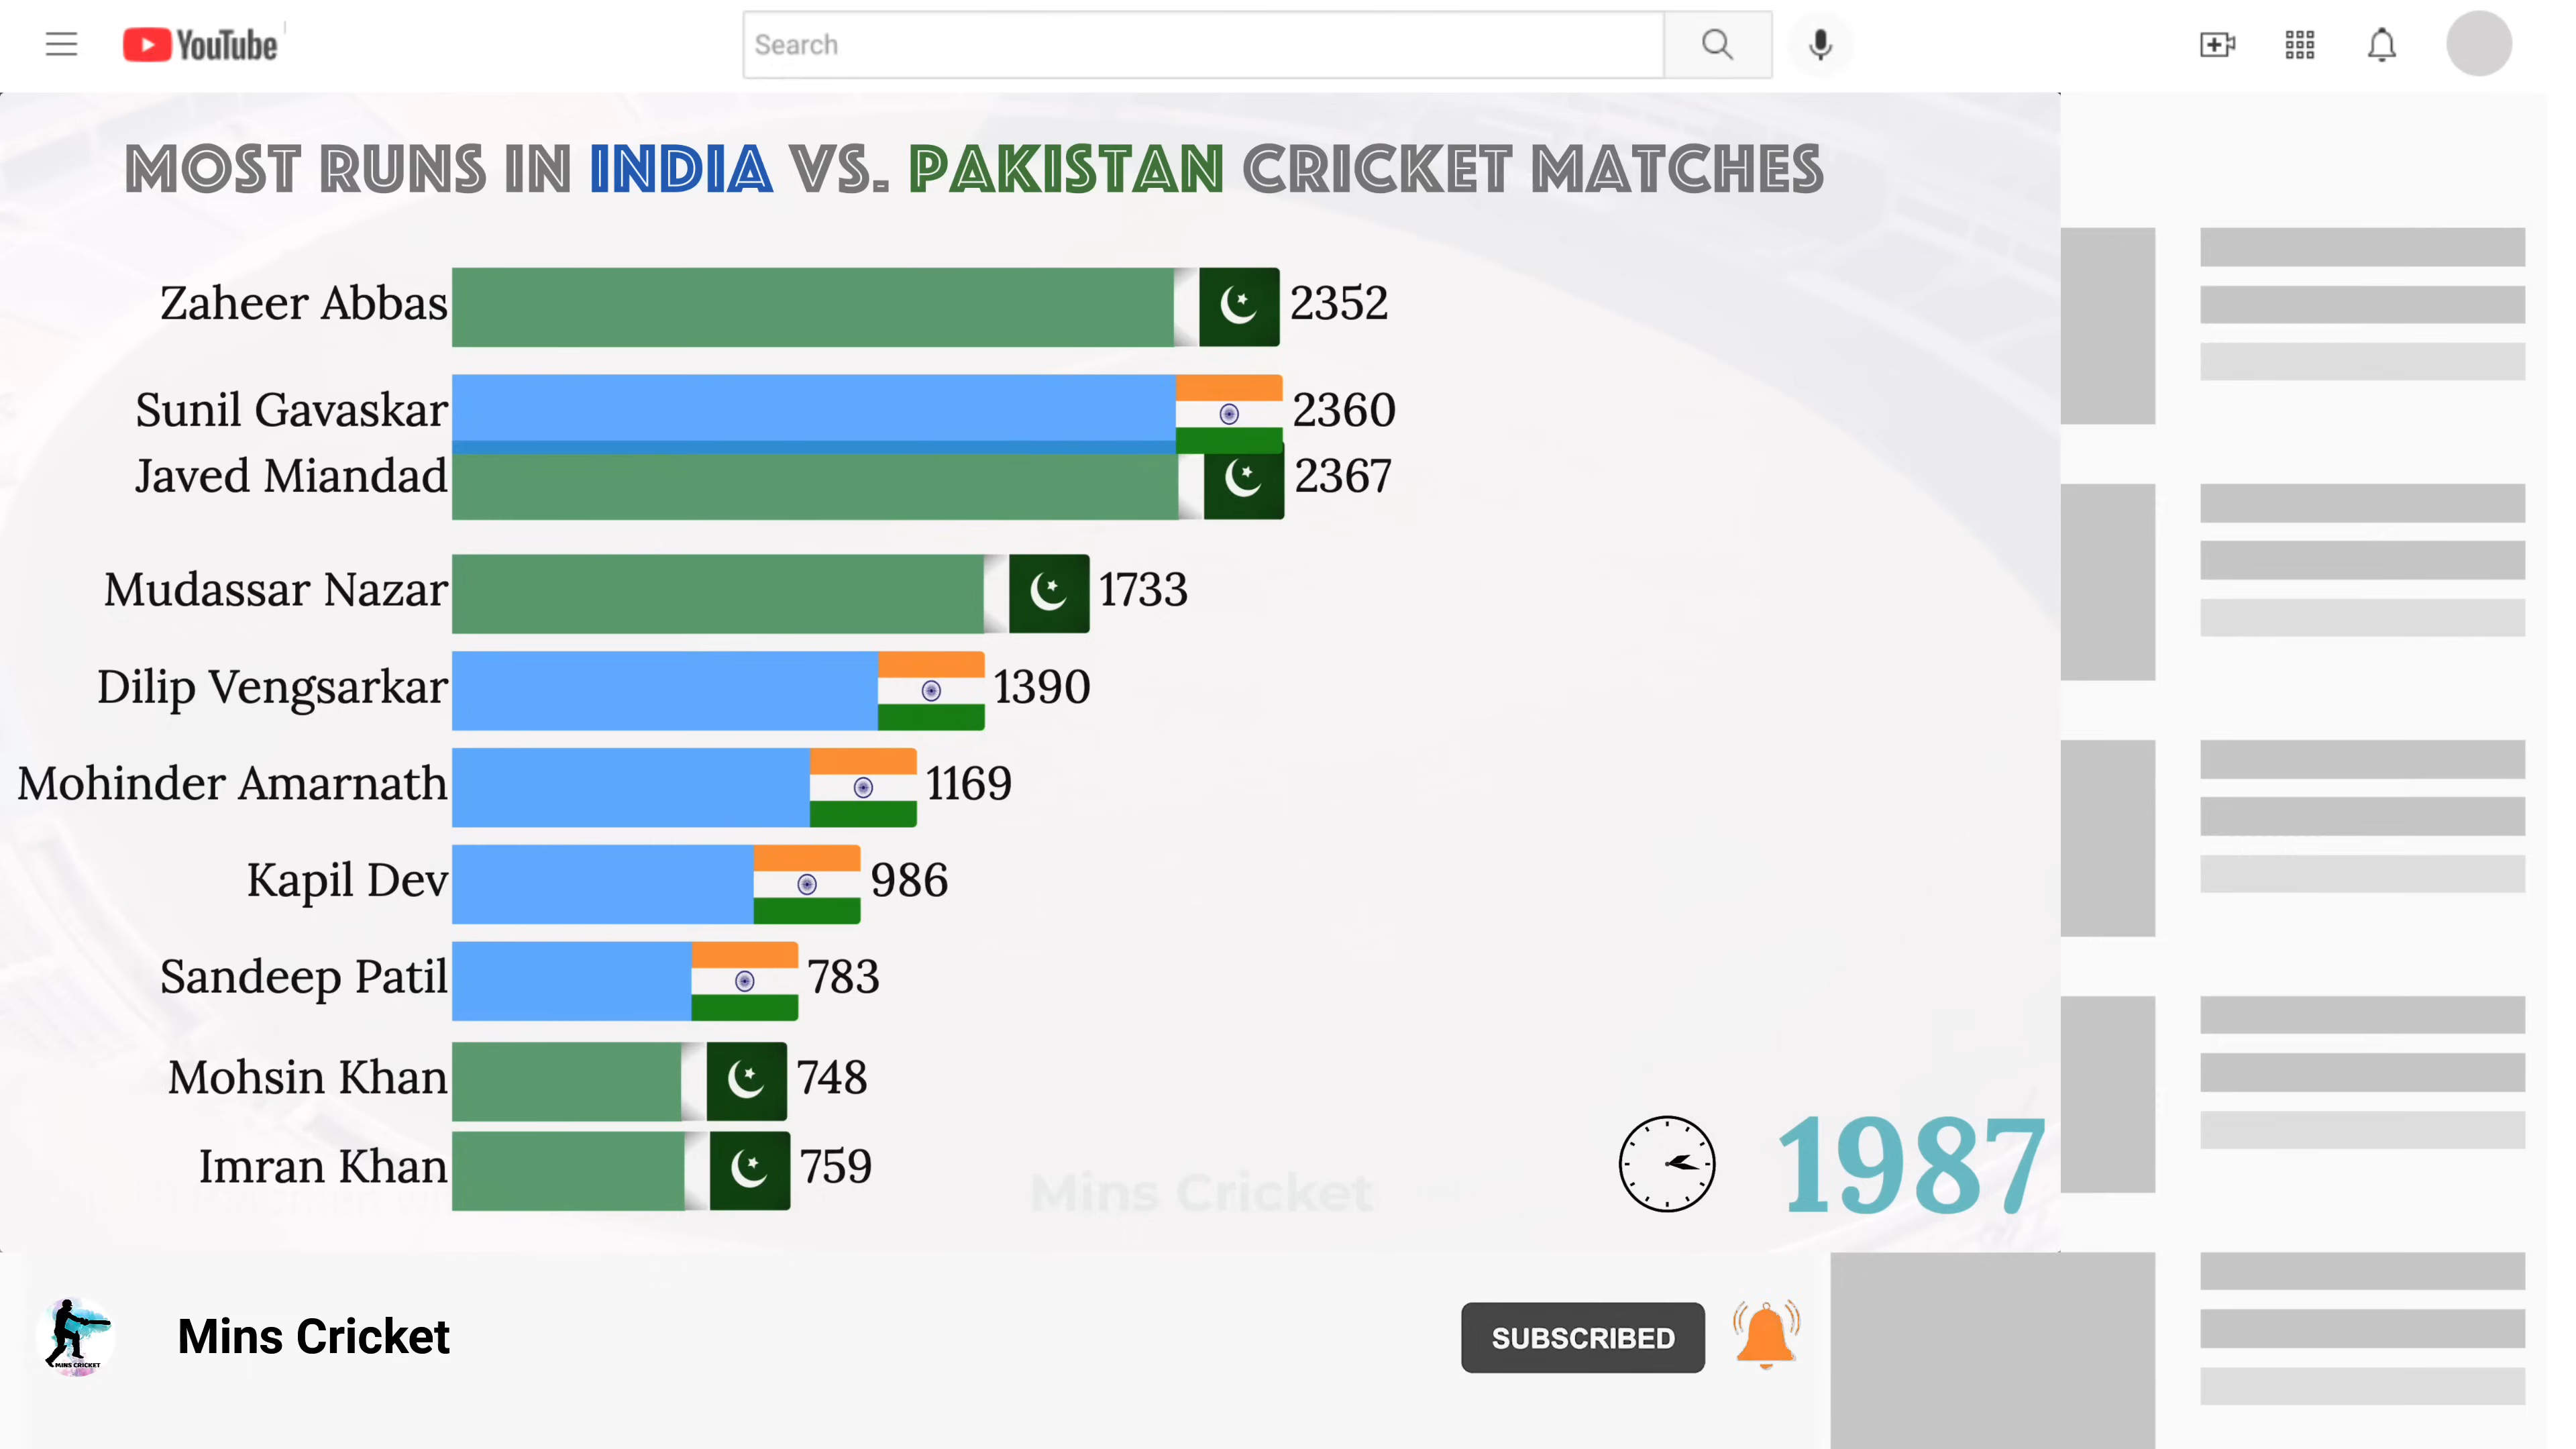 YouTube
Search
MOST RUNS IN INDIA VS. PAKISTAN CRICKET MATCHES
Zaheer Abbas 2352
Sunil Gavaskar 2360
Javed Miandad 2367
Mudassar Nazar 1733
Dilip Vengsarkar 1390
Mohinder Amarnath 1169
Kapil Dev 986
Sandeep Patil 783
Mohsin Khan 748
Imran Khan 759
Mins Cricket
1987
MINS CRICKET
Mins Cricket
SUBSCRIBED